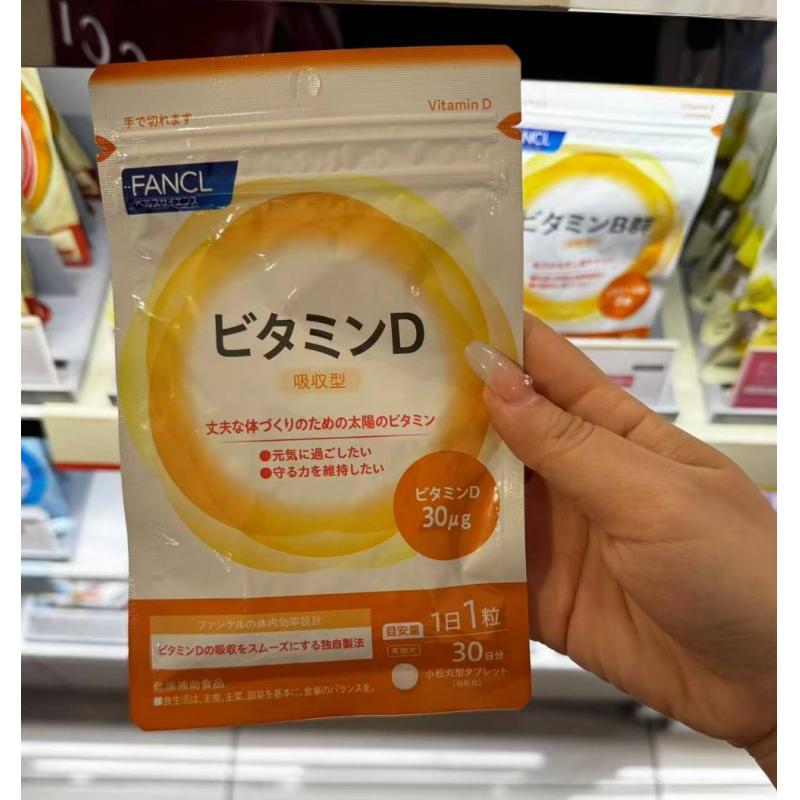 手で切れます
Vitamin D
FANCL
ヘルスサイエンス
ビタミンD
吸収型
丈夫な体づくりのための太陽のビタミン
●元気に過ごしたい
●守る力を維持したい
ビタミンD
30μg
ファンケルの体内効率設計
ビタミンDの吸収をスムーズにする独自製法
目安量
1日1粒
実物大
30日分
小粒丸型タブレット
(当社比)
健康補助食品
■食生活は、主食、主菜、副菜を基本に、食事のバランスを。
FANCL
ビタミンB群